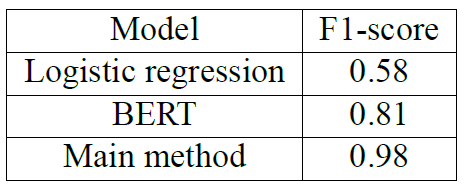 Model F1-score
Logistic regression 0.58
BERT 0.81
Main method 0.98